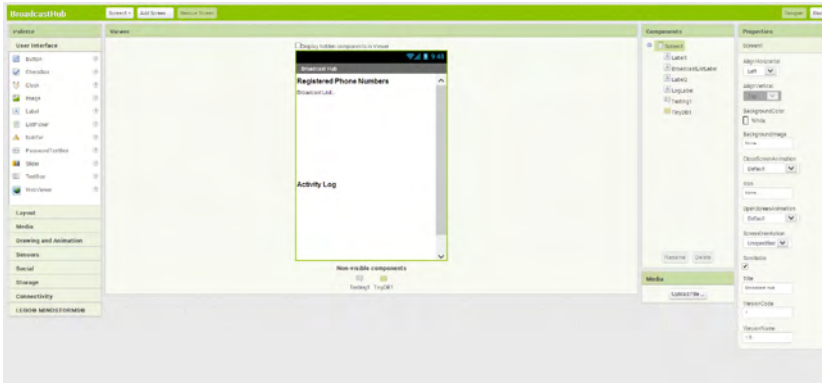 BroadcastHub
Screen1
Add Screen ...
Remove Screen
Designer
Palette
Viewer
Components
Properties
User Interface
Button
CheckBox
Clock
Image
Label
ListPicker
Notifier
PasswordTextBox
Slider
TextBox
WebViewer
Layout
Media
Drawing and Animation
Sensors
Social
Storage
Connectivity
LEGO® MINDSTORMS®
Display hidden components in Viewer
9:48
Broadcast Hub
Registered Phone Numbers
BroadcastList...
Activity Log
Non-visible components
Texting1
TinyDB1
Screen1
Label1
BroadcastListLabel
Label2
LogLabel
Texting1
TinyDB1
Rename
Delete
Media
Upload File ...
Screen1
AlignHorizontal
Left
AlignVertical
Top
BackgroundColor
White
BackgroundImage
None...
CloseScreenAnimation
Default
Icon
None...
OpenScreenAnimation
Default
ScreenOrientation
Unspecified
Scrollable
Title
Broadcast Hub
VersionCode
1
VersionName
1.0